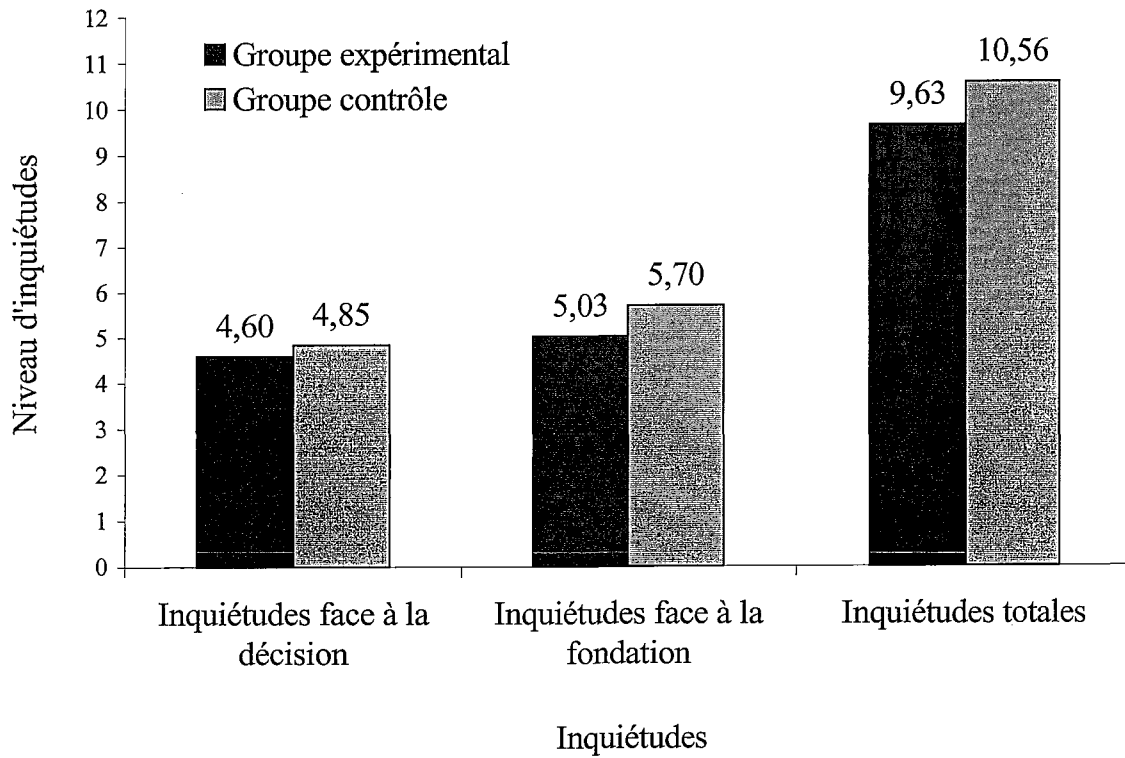 12
11
10
9
8
7
6
5
4
3
2
1
0
Niveau d'inquiétudes
Groupe expérimental
Groupe contrôle
4,60
4,85
5,03
5,70
9,63
10,56
Inquiétudes face à la
décision
Inquiétudes face à la
fondation
Inquiétudes totales
Inquiétudes